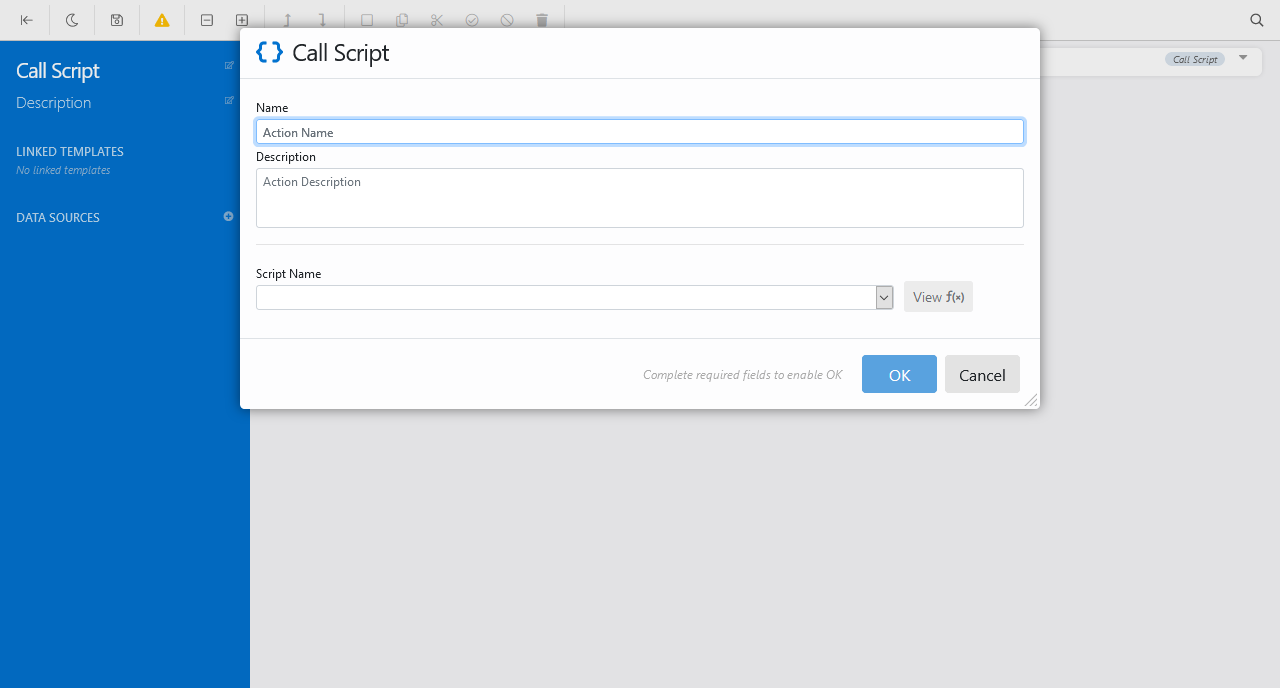 Call Script
Description
LINKED TEMPLATES
No linked templates
DATA SOURCES
Call Script
Call Script
Name
Action Name
Description
Action Description
Script Name
View f(x)
Complete required fields to enable OK
OK
Cancel